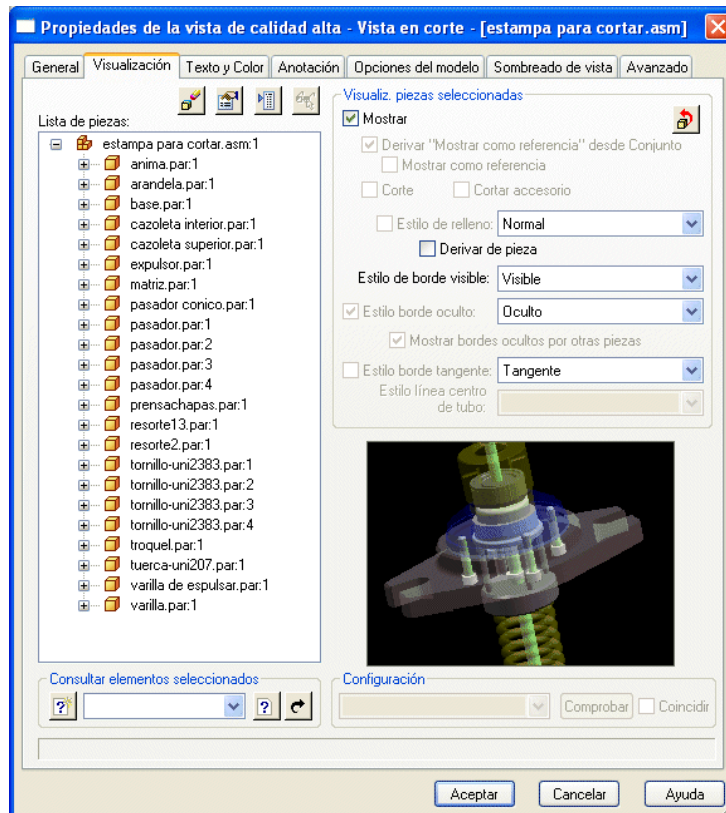 Propiedades de la vista de calidad alta - Vista en corte - [estampa para cortar.asm]
General Visualización Texto y Color Anotación Opciones del modelo Sombreado de vista Avanzado
Lista de piezas:
estampa para cortar.asm:1
anima.par:1
arandela.par:1
base.par:1
cazoleta interior.par:1
cazoleta superior.par:1
expulsor.par:1
matriz.par:1
pasador conico.par:1
pasador.par:1
pasador.par:2
pasador.par:3
pasador.par:4
prensachapas.par:1
resorte13.par:1
resorte2.par:1
tornillo-uni2383.par:1
tornillo-uni2383.par:2
tornillo-uni2383.par:3
tornillo-uni2383.par:4
troquel.par:1
tuerca-uni207.par:1
varilla de espulsar.par:1
varilla.par:1
Consultar elementos seleccionados
Visualiz. piezas seleccionadas
Mostrar
Derivar "Mostrar como referencia" desde Conjunto
Mostrar como referencia
Corte Cortar accesorio
Estilo de relleno: Normal
Derivar de pieza
Estilo de borde visible: Visible
Estilo borde oculto: Oculto
Mostrar bordes ocultos por otras piezas
Estilo borde tangente: Tangente
Estilo línea centro
de tubo:
Configuración
Comprobar Coincidir
Aceptar Cancelar Ayuda